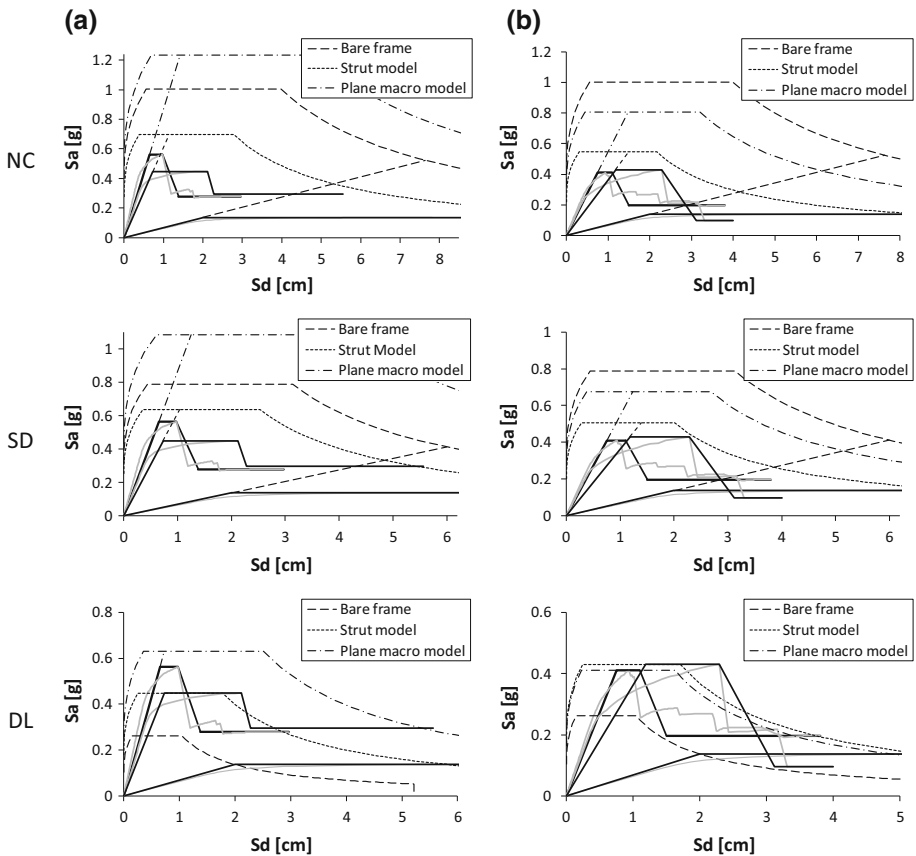 (a)
(b)
NC
Sa [g]
1.2
1
0.8
0.6
0.4
0.2
0
0 1 2 3 4 5 6 7 8
Sd [cm]
Bare frame
Strut model
Plane macro model
Sa [g]
1.2
1
0.8
0.6
0.4
0.2
0
0 1 2 3 4 5 6 7 8
Sd [cm]
Bare frame
Strut model
Plane macro model
SD
Sa [g]
1
0.8
0.6
0.4
0.2
0
0 1 2 3 4 5 6
Sd [cm]
Bare frame
Strut Model
Plane macro model
Sa [g]
1
0.8
0.6
0.4
0.2
0
0 1 2 3 4 5 6
Sd [cm]
Bare frame
Strut model
Plane macro model
DL
Sa [g]
0.8
0.6
0.4
0.2
0
0 1 2 3 4 5 6
Sd [cm]
Bare frame
Strut model
Plane macro model
Sa [g]
0.6
0.4
0.2
0
0 1 2 3 4 5
Sd [cm]
Bare frame
Strut model
Plane macro model